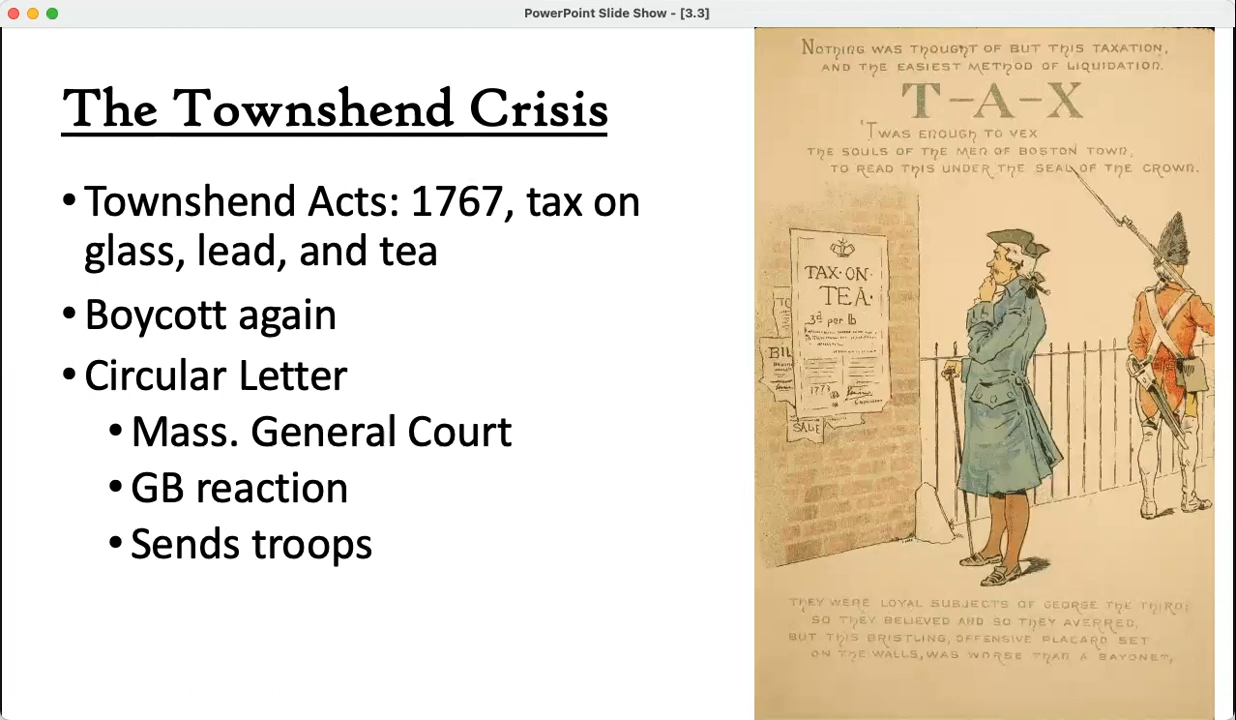 PowerPoint Slide Show - [3.3]
The Townshend Crisis
• Townshend Acts: 1767, tax on
glass, lead, and tea
• Boycott again
• Circular Letter
• Mass. General Court
• GB reaction
• Sends troops
NOTHING WAS THOUGHT OF BUT THIS TAXATION,
AND THE EASIEST METHOD OF LIQUIDATION.
T-A-X
'TWAS ENOUGH TO VEX
THE SOULS OF THE MEN OF BOSTON TOWN,
TO READ THIS UNDER THE SEAL OF THE CROWN.
TAX·ON·
TEA·
3d per lb
1773
BIL
SALE
THEY WERE LOYAL SUBJECTS OF GEORGE THE THIRD;
SO THEY BELIEVED AND SO THEY AVERRED,
BUT THIS BRISTLING, OFFENSIVE PLACARD SET
ON THE WALLS, WAS WORSE THAN A BAYONET,